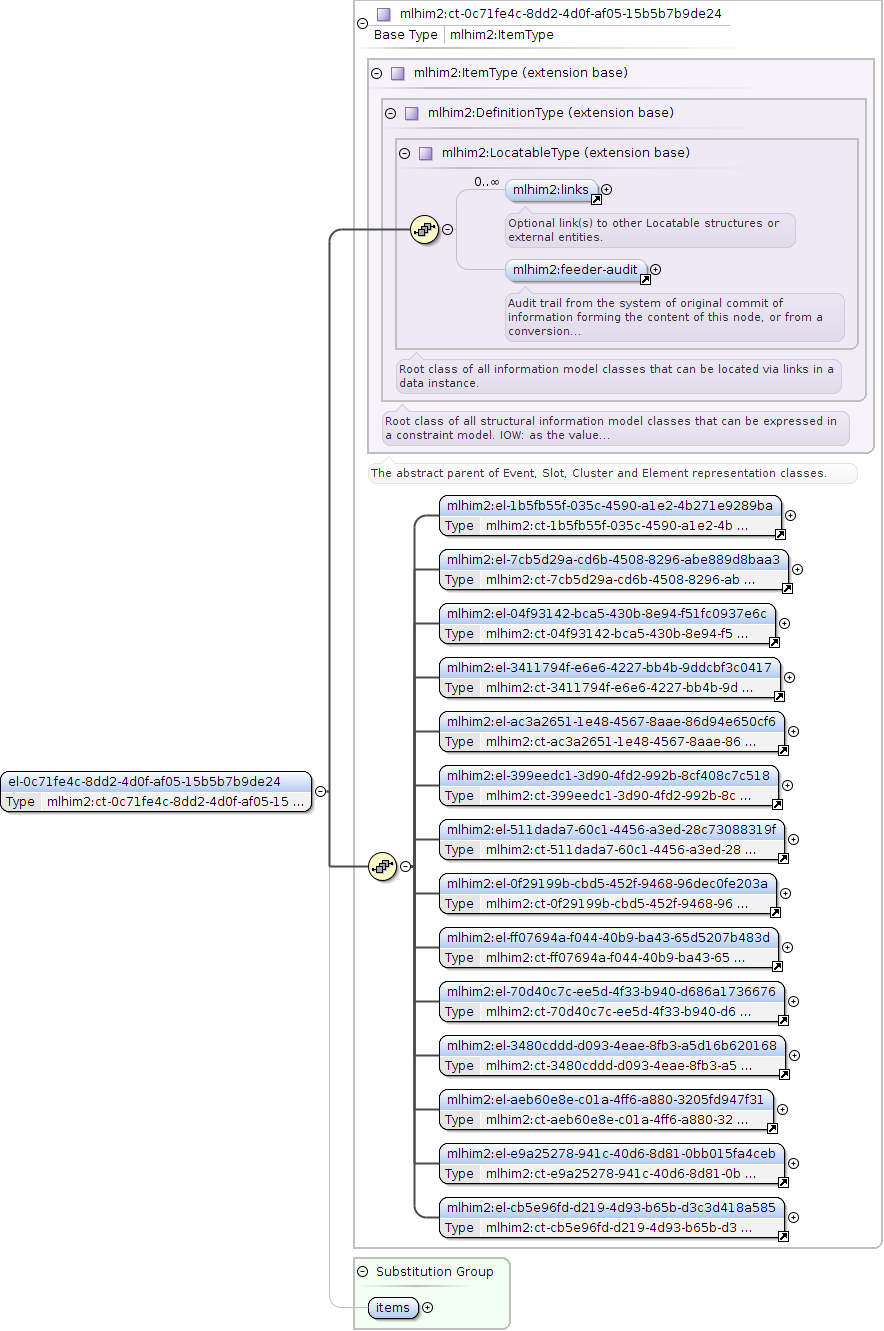 mlhim2:ct-0c71fe4c-8dd2-4d0f-af05-15b5b7b9de24
Base Type mlhim2:ItemType
mlhim2:ItemType (extension base)
mlhim2:DefinitionType (extension base)
mlhim2:LocatableType (extension base)
0..∞
mlhim2:links
Optional link(s) to other Locatable structures or
external entities.
mlhim2:feeder-audit
Audit trail from the system of original commit of
information forming the content of this node, or from a
conversion...
Root class of all information model classes that can be located via links in a
data instance.
Root class of all structural information model classes that can be expressed in
a constraint model. IOW: as the value...
The abstract parent of Event, Slot, Cluster and Element representation classes.
mlhim2:el-1b5fb55f-035c-4590-a1e2-4b271e9289ba
Type mlhim2:ct-1b5fb55f-035c-4590-a1e2-4b ...
mlhim2:el-7cb5d29a-cd6b-4508-8296-abe889d8baa3
Type mlhim2:ct-7cb5d29a-cd6b-4508-8296-ab ...
mlhim2:el-04f93142-bca5-430b-8e94-f51fc0937e6c
Type mlhim2:ct-04f93142-bca5-430b-8e94-f5 ...
mlhim2:el-3411794f-e6e6-4227-bb4b-9ddcbf3c0417
Type mlhim2:ct-3411794f-e6e6-4227-bb4b-9d ...
mlhim2:el-ac3a2651-1e48-4567-8aae-86d94e650cf6
Type mlhim2:ct-ac3a2651-1e48-4567-8aae-86 ...
mlhim2:el-399eedc1-3d90-4fd2-992b-8cf408c7c518
Type mlhim2:ct-399eedc1-3d90-4fd2-992b-8c ...
el-0c71fe4c-8dd2-4d0f-af05-15b5b7b9de24
Type mlhim2:ct-0c71fe4c-8dd2-4d0f-af05-15 ...
mlhim2:el-511dada7-60c1-4456-a3ed-28c73088319f
Type mlhim2:ct-511dada7-60c1-4456-a3ed-28 ...
mlhim2:el-0f29199b-cbd5-452f-9468-96dec0fe203a
Type mlhim2:ct-0f29199b-cbd5-452f-9468-96 ...
mlhim2:el-ff07694a-f044-40b9-ba43-65d5207b483d
Type mlhim2:ct-ff07694a-f044-40b9-ba43-65 ...
mlhim2:el-70d40c7c-ee5d-4f33-b940-d686a1736676
Type mlhim2:ct-70d40c7c-ee5d-4f33-b940-d6 ...
mlhim2:el-3480cddd-d093-4eae-8fb3-a5d16b620168
Type mlhim2:ct-3480cddd-d093-4eae-8fb3-a5 ...
mlhim2:el-aeb60e8e-c01a-4ff6-a880-3205fd947f31
Type mlhim2:ct-aeb60e8e-c01a-4ff6-a880-32 ...
mlhim2:el-e9a25278-941c-40d6-8d81-0bb015fa4ceb
Type mlhim2:ct-e9a25278-941c-40d6-8d81-0b ...
mlhim2:el-cb5e96fd-d219-4d93-b65b-d3c3d418a585
Type mlhim2:ct-cb5e96fd-d219-4d93-b65b-d3 ...
Substitution Group
items